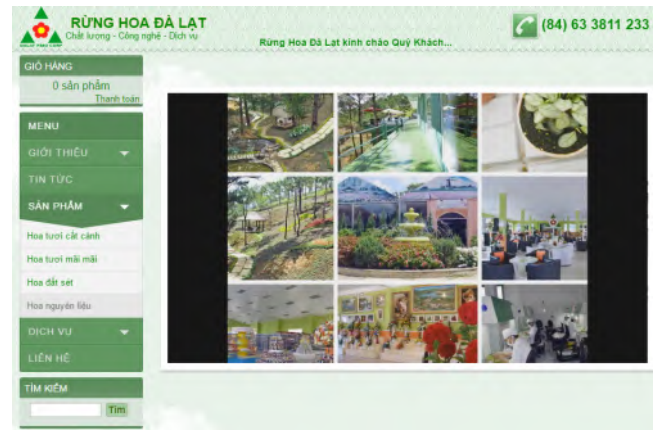 RỪNG HOA ĐÀ LẠT
Chất lượng - Công nghệ - Dịch vụ
Rừng Hoa Đà Lạt kính chào Quý Khách...
(84) 63 3811 233
GIỎ HÀNG
0 sản phẩm
Thanh toán
MENU
GIỚI THIỆU
TIN TỨC
SẢN PHẨM
Hoa tươi cắt cành
Hoa tươi mãi mãi
Hoa đất sét
Hoa nguyên liệu
DỊCH VỤ
LIÊN HỆ
TÌM KIẾM
Tìm